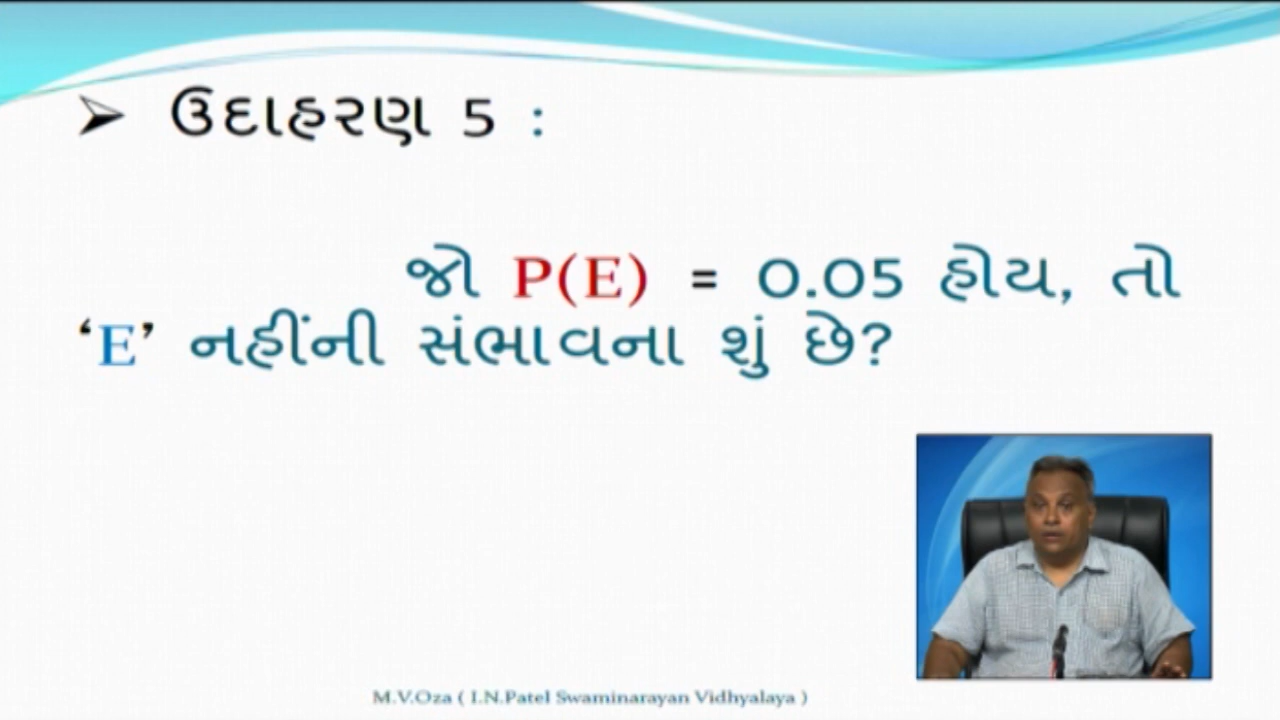 ➢ ઉદાહરણ 5 :
જો P(E) = 0.05 હોય, તો
‘E’ નહીંની સંભાવના શું છે?
M.V.Oza ( I.N.Patel Swaminarayan Vidhyalaya )